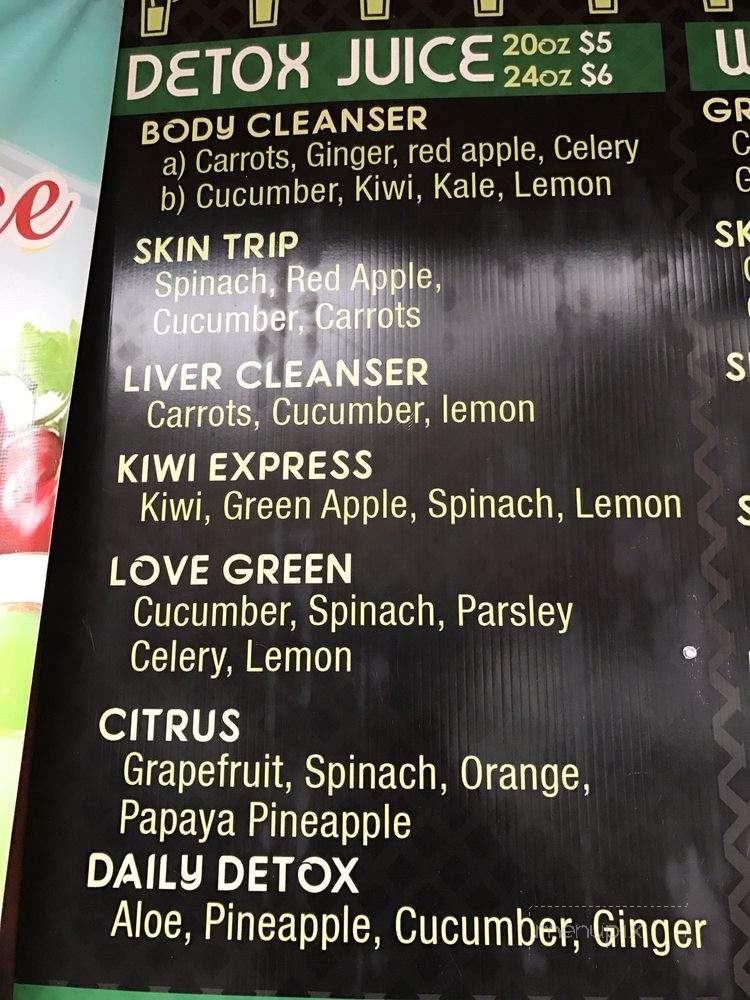 DETOX JUICE 20oz $5
24oz $6
BODY CLEANSER
a) Carrots, Ginger, red apple, Celery
b) Cucumber, Kiwi, Kale, Lemon
SKIN TRIP
Spinach, Red Apple,
Cucumber, Carrots
LIVER CLEANSER
Carrots, Cucumber, lemon
KIWI EXPRESS
Kiwi, Green Apple, Spinach, Lemon
LOVE GREEN
Cucumber, Spinach, Parsley
Celery, Lemon
CITRUS
Grapefruit, Spinach, Orange,
Papaya Pineapple
DAILY DETOX
Aloe, Pineapple, Cucumber, Ginger
menupix